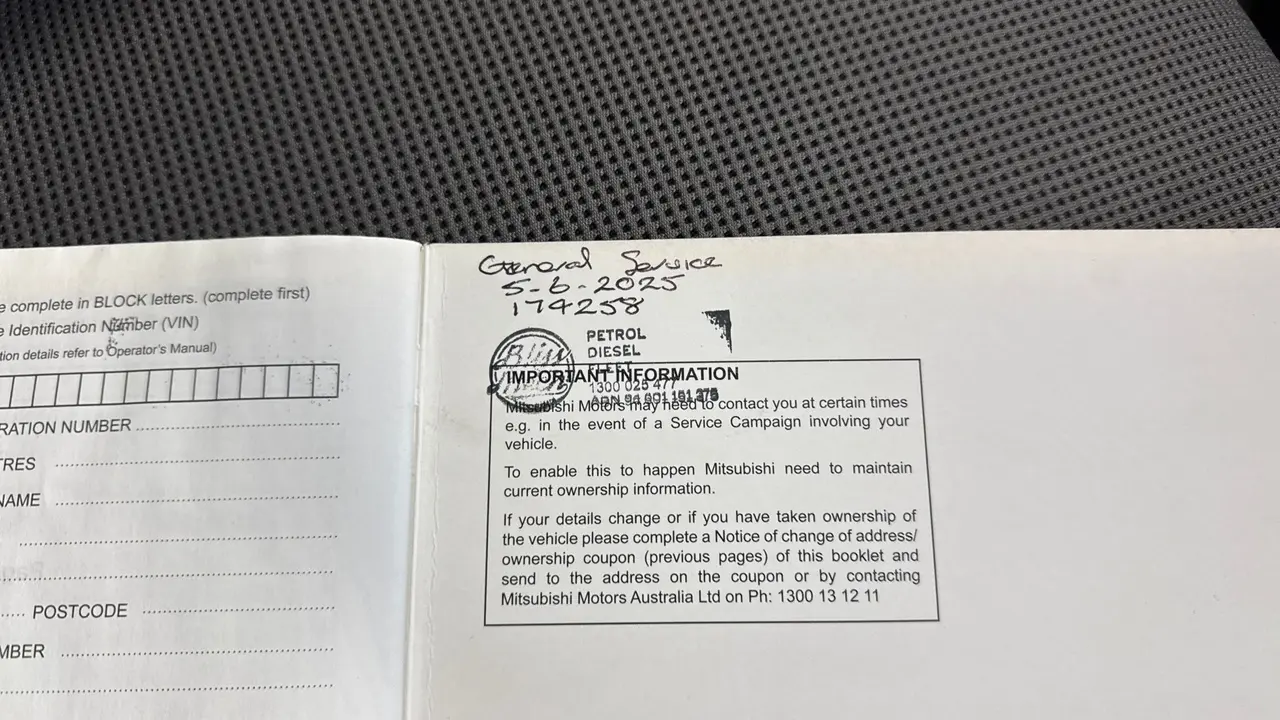 e complete in BLOCK letters. (complete first)
e Identification Number (VIN)
tion details refer to Operator's Manual)
RATION NUMBER
TRES
NAME
POSTCODE
MBER
General Service
5-6-2025
174258
PETROL
DIESEL
FLEET
1300 025 477
IMPORTANT INFORMATION
Mitsubishi Motors may need to contact you at certain times
e.g. in the event of a Service Campaign involving your
vehicle.
To enable this to happen Mitsubishi need to maintain
current ownership information.
If your details change or if you have taken ownership of
the vehicle please complete a Notice of change of address/
ownership coupon (previous pages) of this booklet and
send to the address on the coupon or by contacting
Mitsubishi Motors Australia Ltd on Ph: 1300 13 12 11